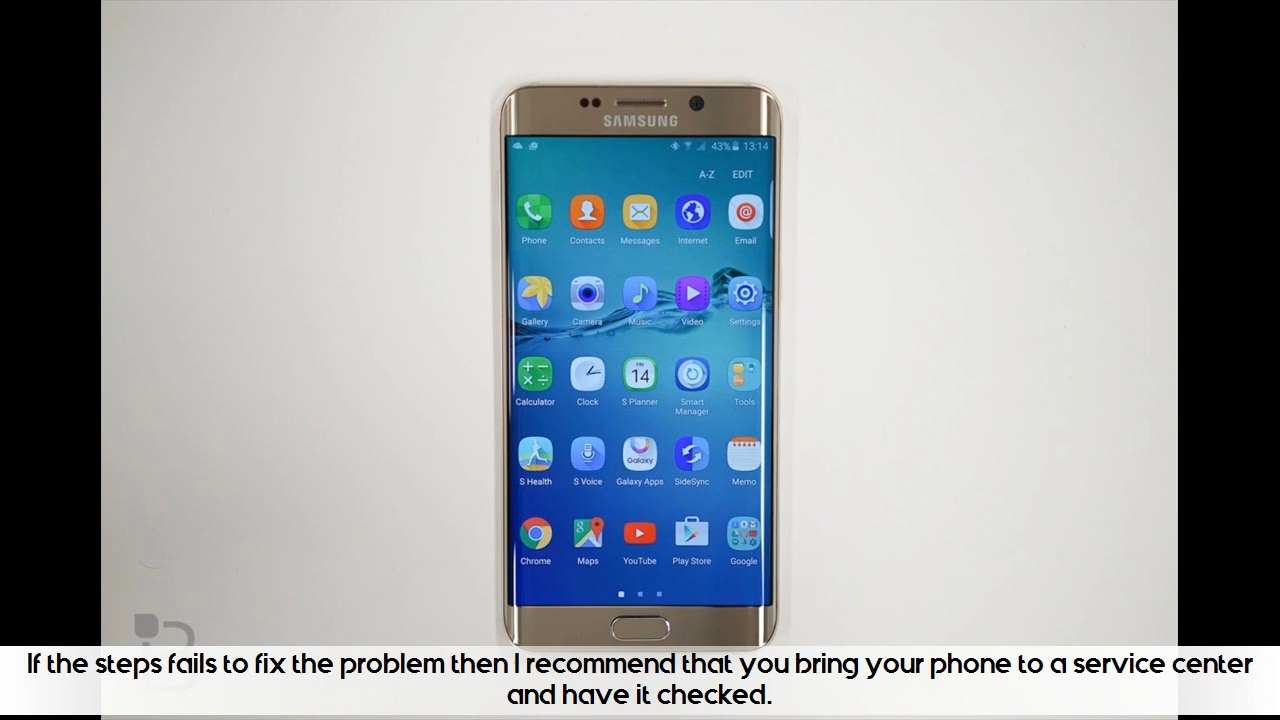 SAMSUNG
43% 13:14
A-Z EDIT
Phone Contacts Messages Internet Email
Gallery Camera Music Video Settings
FRI
14
Calculator Clock S Planner Smart Manager Tools
Galaxy
S Health S Voice Galaxy Apps SideSync Memo
Chrome Maps YouTube Play Store Google
If the steps fails to fix the problem then I recommend that you bring your phone to a service center
and have it checked.